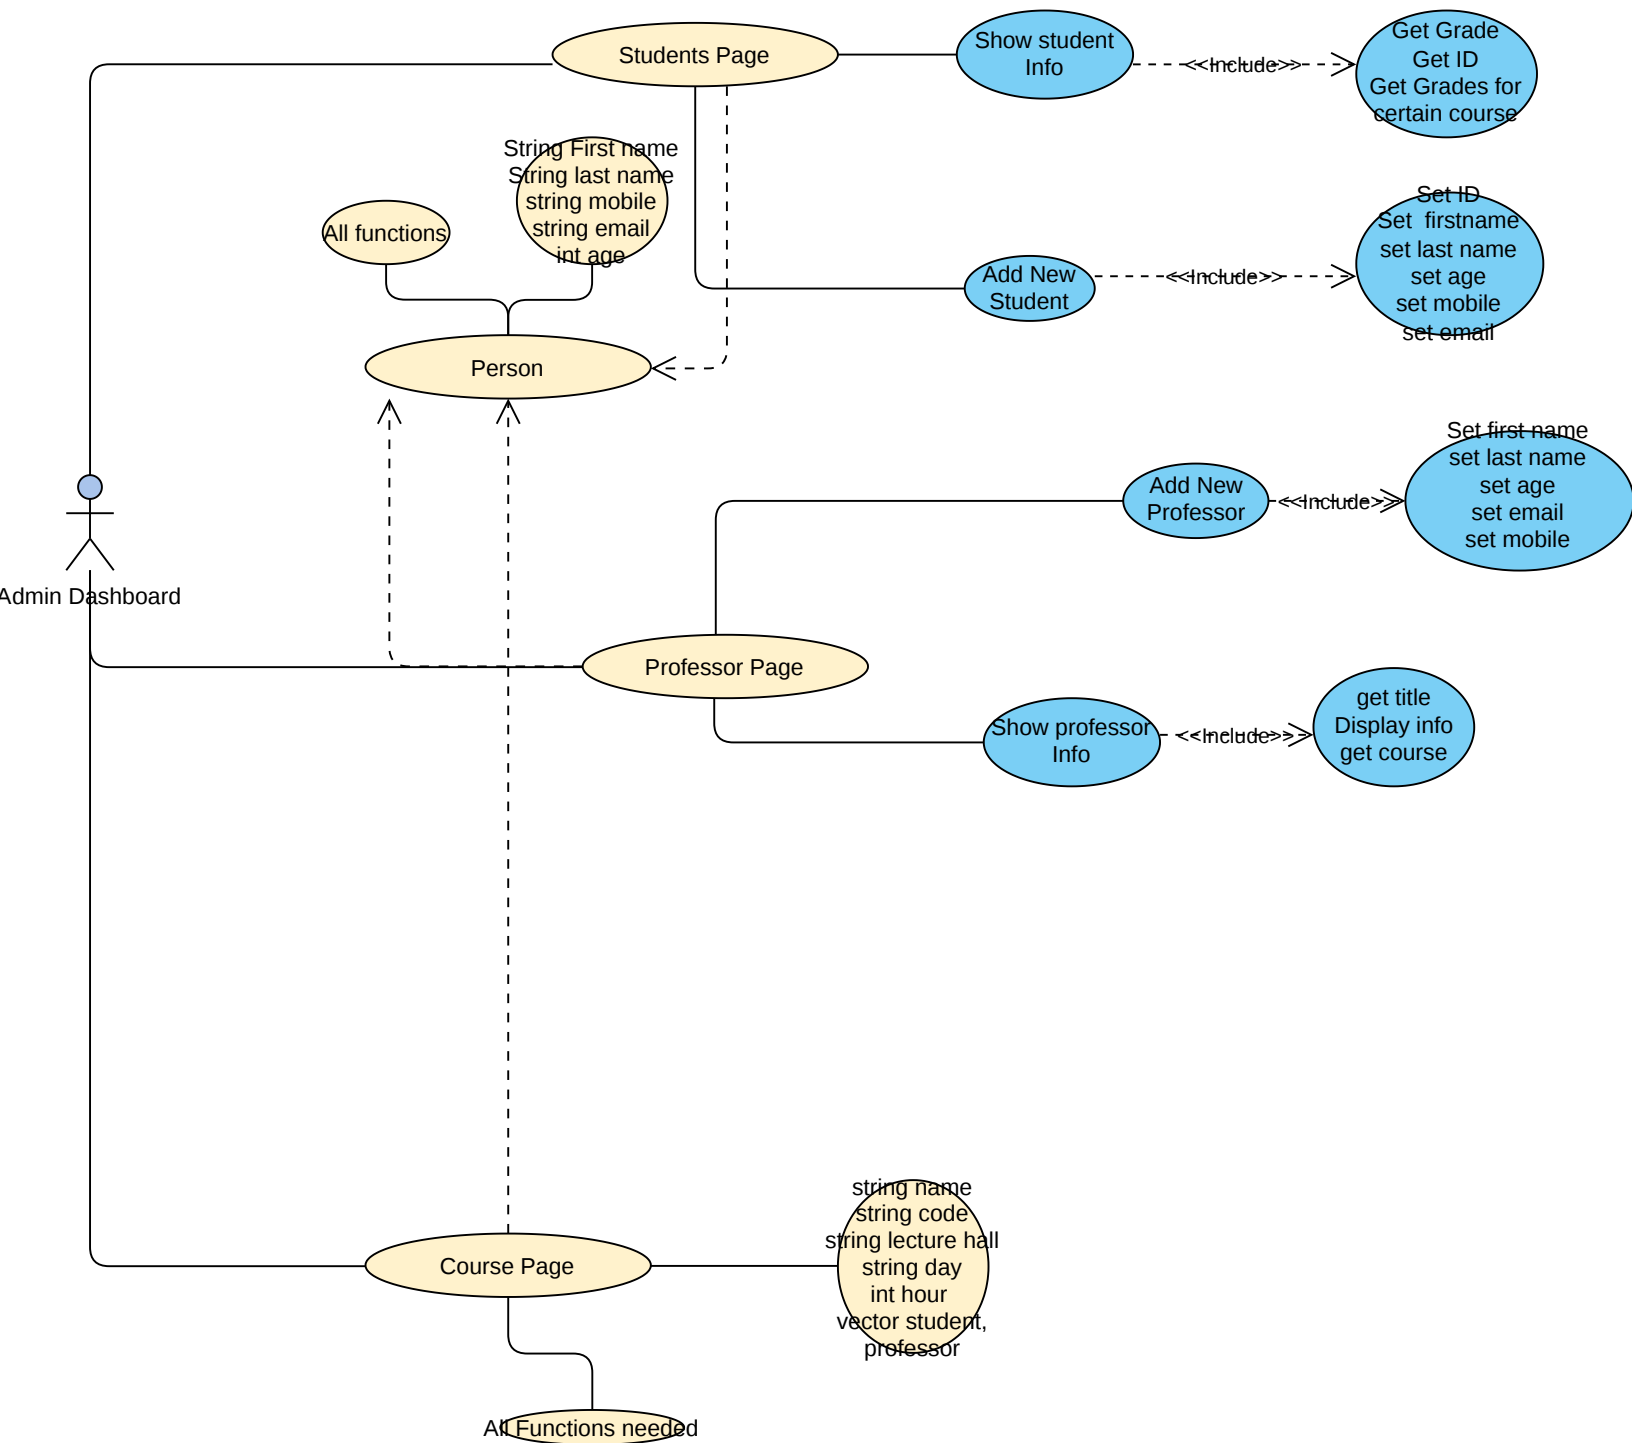 Students Page
Show student
Info
<<Include>>
Get Grade
Get ID
Get Grades for
certain course
String First name
String last name
string mobile
string email
int age
All functions
Set ID
Set  firstname
set last name
set age
set mobile
set email
Add New
Student
<<Include>>
Person
Set first name
set last name
set age
set email
set mobile
Add New
Professor
<<Include>>
Admin Dashboard
Professor Page
Show professor
Info
<<Include>>
get title
Display info
get course
string name
string code
string lecture hall
string day
int hour
vector student,
professor
Course Page
All Functions needed